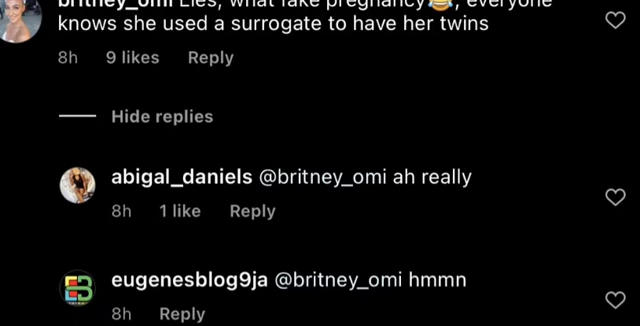 britney_omi Lies, what fake pregnancy😂, everyone
knows she used a surrogate to have her twins
8h 9 likes Reply
Hide replies
abigal_daniels @britney_omi ah really
8h 1 like Reply
eugenesblog9ja @britney_omi hmmn
8h Reply